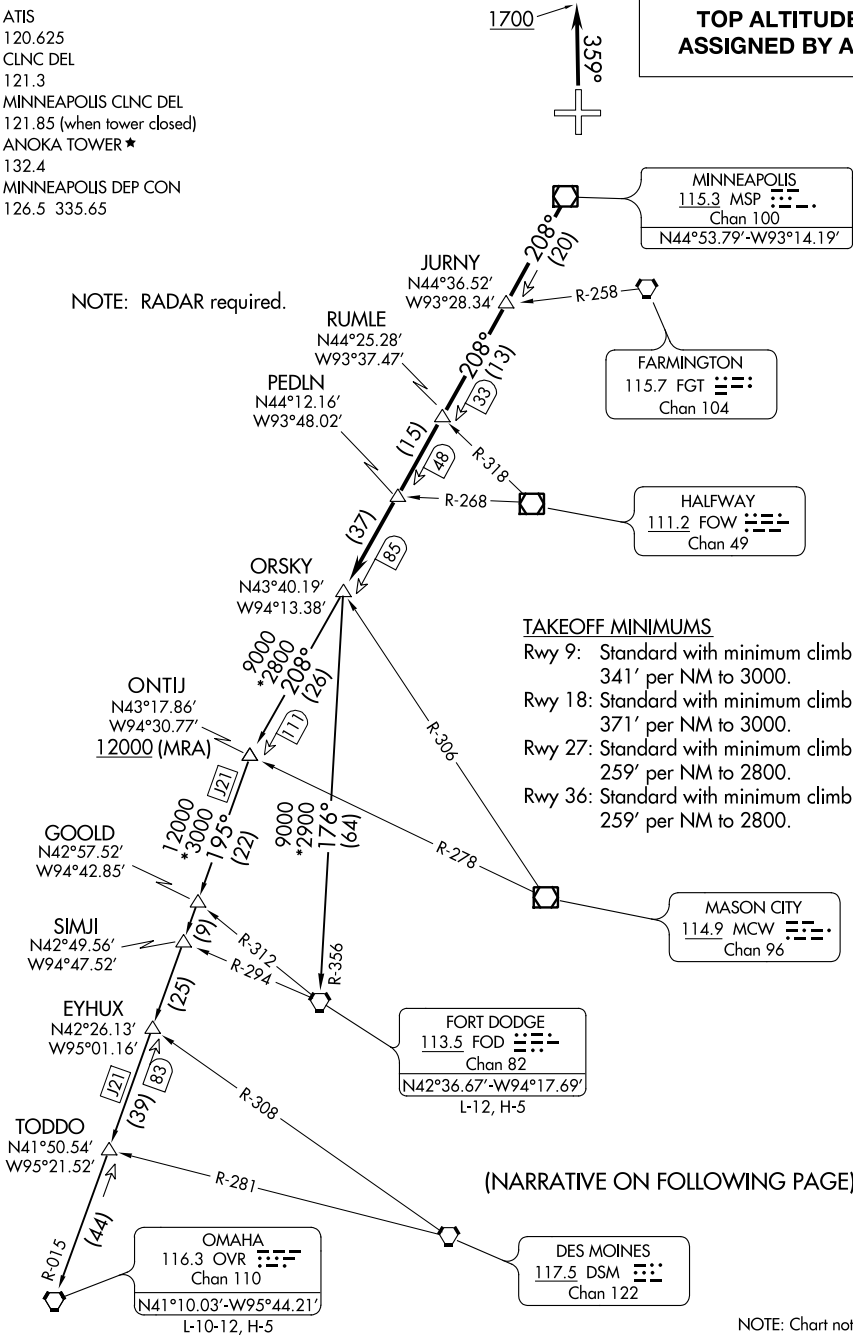 ATIS
120.625
CLNC DEL
121.3
MINNEAPOLIS CLNC DEL
121.85 (when tower closed)
ANOKA TOWER★
132.4
MINNEAPOLIS DEP CON
126.5 335.65
1700
359°
TOP ALTITUDE
ASSIGNED BY A
MINNEAPOLIS
115.3 MSP
Chan 100
N44°53.79'-W93°14.19'
208°
(20)
JURNY
N44°36.52'
W93°28.34'
R-258
NOTE: RADAR required.
FARMINGTON
115.7 FGT
Chan 104
RUMLE
N44°25.28'
W93°37.47'
208°
(13)
33
PEDLN
N44°12.16'
W93°48.02'
(15)
48
R-318
R-268
HALFWAY
111.2 FOW
Chan 49
(37)
85
ORSKY
N43°40.19'
W94°13.38'
TAKEOFF MINIMUMS
Rwy 9: Standard with minimum climb
341' per NM to 3000.
Rwy 18: Standard with minimum climb
371' per NM to 3000.
Rwy 27: Standard with minimum climb
259' per NM to 2800.
Rwy 36: Standard with minimum climb
259' per NM to 2800.
9000
*2800
208°
(26)
ONTIJ
N43°17.86'
W94°30.77'
12000 (MRA)
111
R-306
J21
12000
*3000
195°
(22)
9000
*2900
176°
(64)
R-278
GOOLD
N42°57.52'
W94°42.85'
MASON CITY
114.9 MCW
Chan 96
SIMJI
N42°49.56'
W94°47.52'
(9)
R-312
R-294
R-356
(25)
EYHUX
N42°26.13'
W95°01.16'
FORT DODGE
113.5 FOD
Chan 82
N42°36.67'-W94°17.69'
L-12, H-5
J21
83
(39)
R-308
TODDO
N41°50.54'
W95°21.52'
R-281
(NARRATIVE ON FOLLOWING PAGE)
R-015
(44)
OMAHA
116.3 OVR
Chan 110
N41°10.03'-W95°44.21'
L-10-12, H-5
DES MOINES
117.5 DSM
Chan 122
NOTE: Chart not